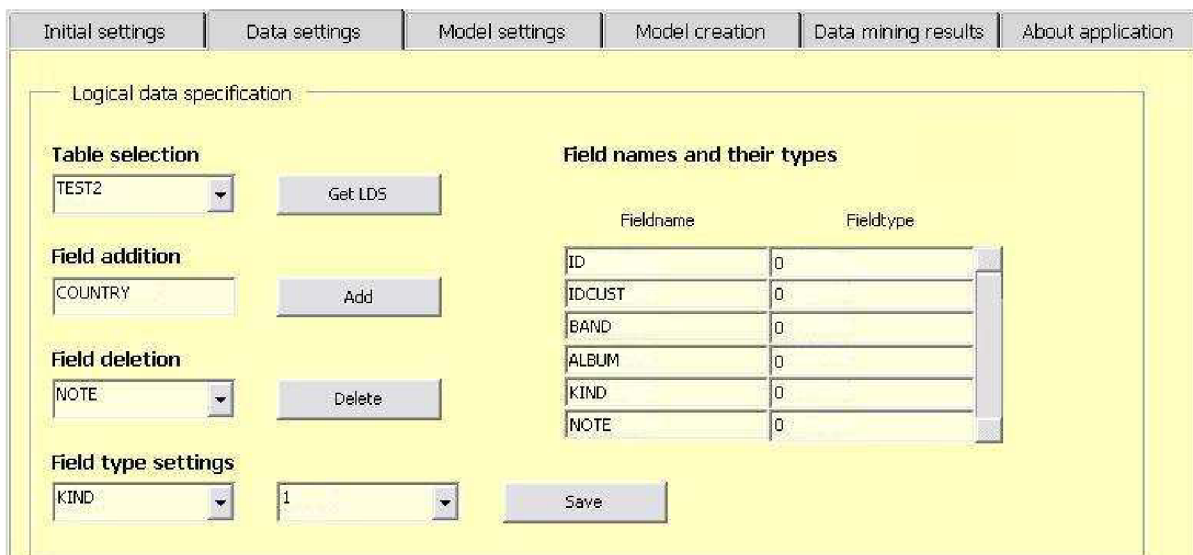 Initial settings
Data settings
Model settings
Model creation
Data mining results
About application
Logical data specification
Table selection
TEST2
Get LDS
Field addition
COUNTRY
Add
Field deletion
NOTE
Delete
Field type settings
KIND
1
Save
Field names and their types
Fieldname Fieldtype
ID 0
IDCUST 0
BAND 0
ALBUM 0
KIND 0
NOTE 0